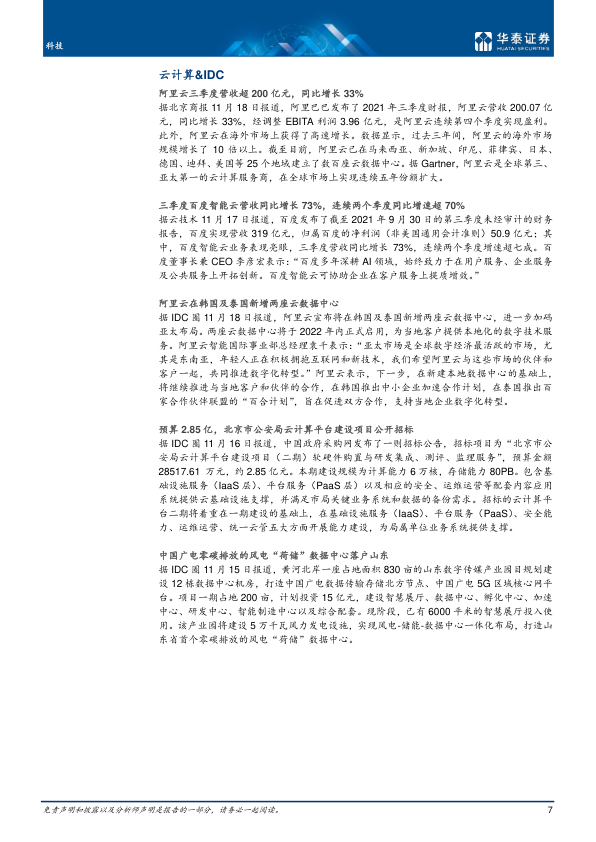 科技
华泰证券
HUATAI SECURITIES
云计算&IDC
阿里云三季度营收超 200 亿元，同比增长 33%
据北京商报 11 月 18 日报道，阿里巴巴发布了 2021 年三季度财报，阿里云营收 200.07 亿
元，同比增长 33%，经调整 EBITA 利润 3.96 亿元，是阿里云连续第四个季度实现盈利。
此外，阿里云在海外市场上获得了高速增长。数据显示，过去三年间，阿里云的海外市场
规模增长了 10 倍以上。截至目前，阿里云已在马来西亚、新加坡、印尼、菲律宾、日本、
德国、迪拜、美国等 25 个地域建立了数百座云数据中心。据 Gartner，阿里云是全球第三、
亚太第一的云计算服务商，在全球市场上实现连续五年份额扩大。
三季度百度智能云营收同比增长 73%，连续两个季度同比增速超 70%
据云技术 11 月 17 日报道，百度发布了截至 2021 年 9 月 30 日的第三季度未经审计的财务
报告，百度实现营收 319 亿元，归属百度的净利润（非美国通用会计准则）50.9 亿元；其
中，百度智能云业务表现亮眼，三季度营收同比增长 73%，连续两个季度增速超七成。百
度董事长兼 CEO 李彦宏表示：“百度多年深耕 AI 领域，始终致力于在用户服务、企业服务
及公共服务上开拓创新。百度智能云可协助企业在客户服务上提质增效。”
阿里云在韩国及泰国新增两座云数据中心
据 IDC 圈 11 月 18 日报道，阿里云宣布将在韩国及泰国新增两座云数据中心，进一步加码
亚太布局。两座云数据中心将于 2022 年内正式启用，为当地客户提供本地化的数字技术服
务。阿里云智能国际事业部总经理袁千表示：“亚太市场是全球数字经济最活跃的市场，尤
其是东南亚，年轻人正在积极拥抱互联网和新技术，我们希望阿里云与这些市场的伙伴和
客户一起，共同推进数字化转型。”阿里云表示，下一步，在新建本地数据中心的基础上，
将继续推进与当地客户和伙伴的合作，在韩国推出中小企业加速合作计划，在泰国推出百
家合作伙伴联盟的“百合计划”，旨在促进双方合作，支持当地企业数字化转型。
预算 2.85 亿，北京市公安局云计算平台建设项目公开招标
据 IDC 圈 11 月 16 日报道，中国政府采购网发布了一则招标公告，招标项目为“北京市公
安局云计算平台建设项目（二期）软硬件购置与研发集成、测评、监理服务”，预算金额
28517.61 万元，约 2.85 亿元。本期建设规模为计算能力 6 万核，存储能力 80PB。包含基
础设施服务（IaaS 层）、平台服务（PaaS 层）以及相应的安全、运维运营等配套内容应用
系统提供云基础设施支撑，并满足市局关键业务系统和数据的备份需求。招标的云计算平
台二期将着重在一期建设的基础上，在基础设施服务（IaaS）、平台服务（PaaS）、安全能
力、运维运营、统一云管五大方面开展能力建设，为局属单位业务系统提供支撑。
中国广电零碳排放的风电“荷储”数据中心落户山东
据 IDC 圈 11 月 15 日报道，黄河北岸一座占地面积 830 亩的山东数字传媒产业园目规划建
设 12 栋数据中心机房，打造中国广电数据传输存储北方节点、中国广电 5G 区域核心网平
台。项目一期占地 200 亩，计划投资 15 亿元，建设智慧展厅、数据中心、孵化中心、加速
中心、研发中心、智能制造中心以及综合配套。现阶段，已有 6000 平米的智慧展厅投入使
用。该产业园将建设 5 万千瓦风力发电设施，实现风电-储能-数据中心一体化布局，打造山
东省首个零碳排放的风电“荷储”数据中心。
免责声明和披露以及分析师声明是报告的一部分，请务必一起阅读。
7